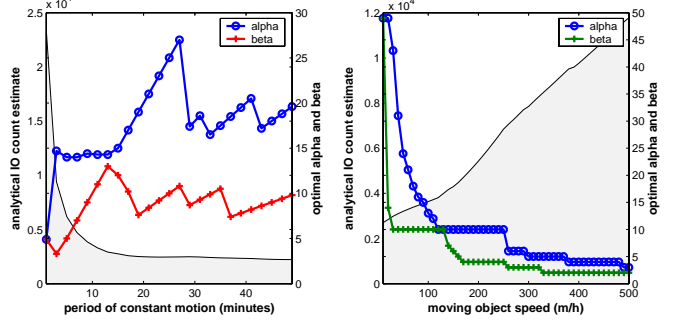 x 10
x 10^4
2.5
2
1.5
1
0.5
0
analytical IO count estimate
10 20 30 40
period of constant motion (minutes)
30
25
20
15
10
5
0
optimal alpha and beta
alpha
beta
1.2
1
0.8
0.6
0.4
0.2
0
analytical IO count estimate
100 200 300 400 500
moving object speed (m/h)
50
45
40
35
30
25
20
15
10
5
0
optimal alpha and beta
alpha
beta